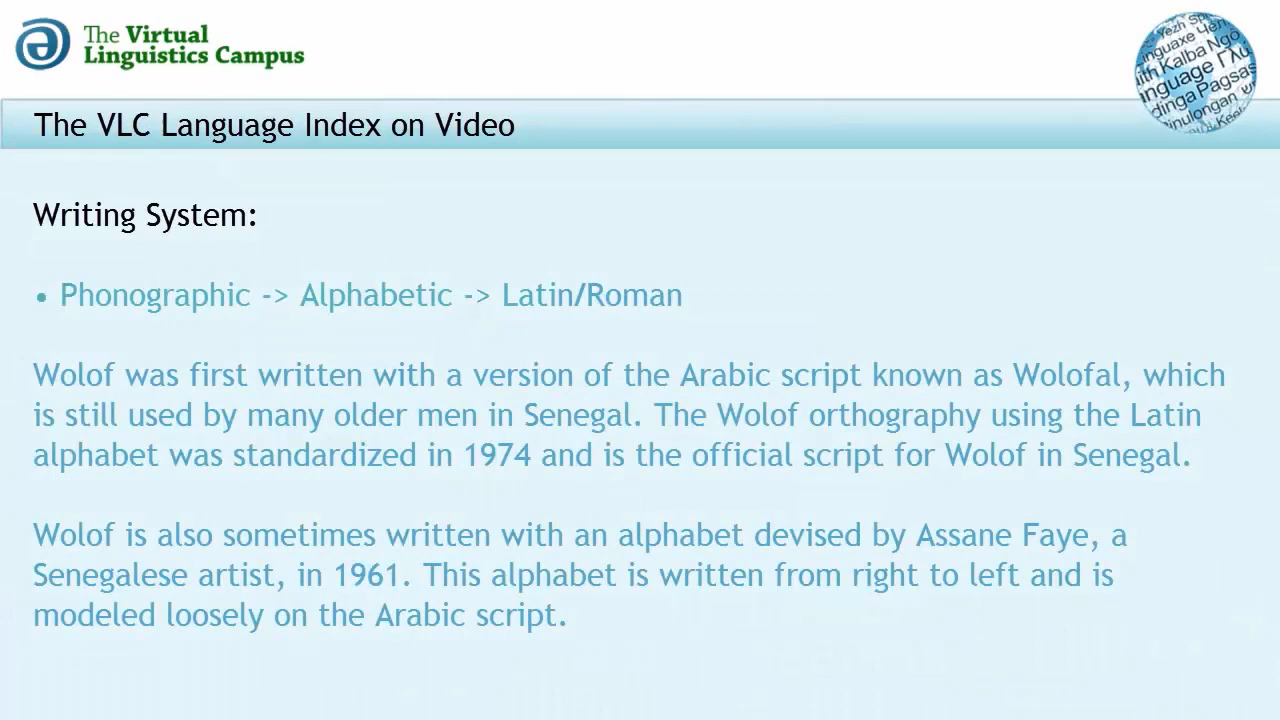 The Virtual
Linguistics Campus
Yezh
Kalba Ngô
The VLC Language Index on Video
Writing System:
• Phonographic -> Alphabetic -> Latin/Roman
Wolof was first written with a version of the Arabic script known as Wolofal, which
is still used by many older men in Senegal. The Wolof orthography using the Latin
alphabet was standardized in 1974 and is the official script for Wolof in Senegal.
Wolof is also sometimes written with an alphabet devised by Assane Faye, a
Senegalese artist, in 1961. This alphabet is written from right to left and is
modeled loosely on the Arabic script.